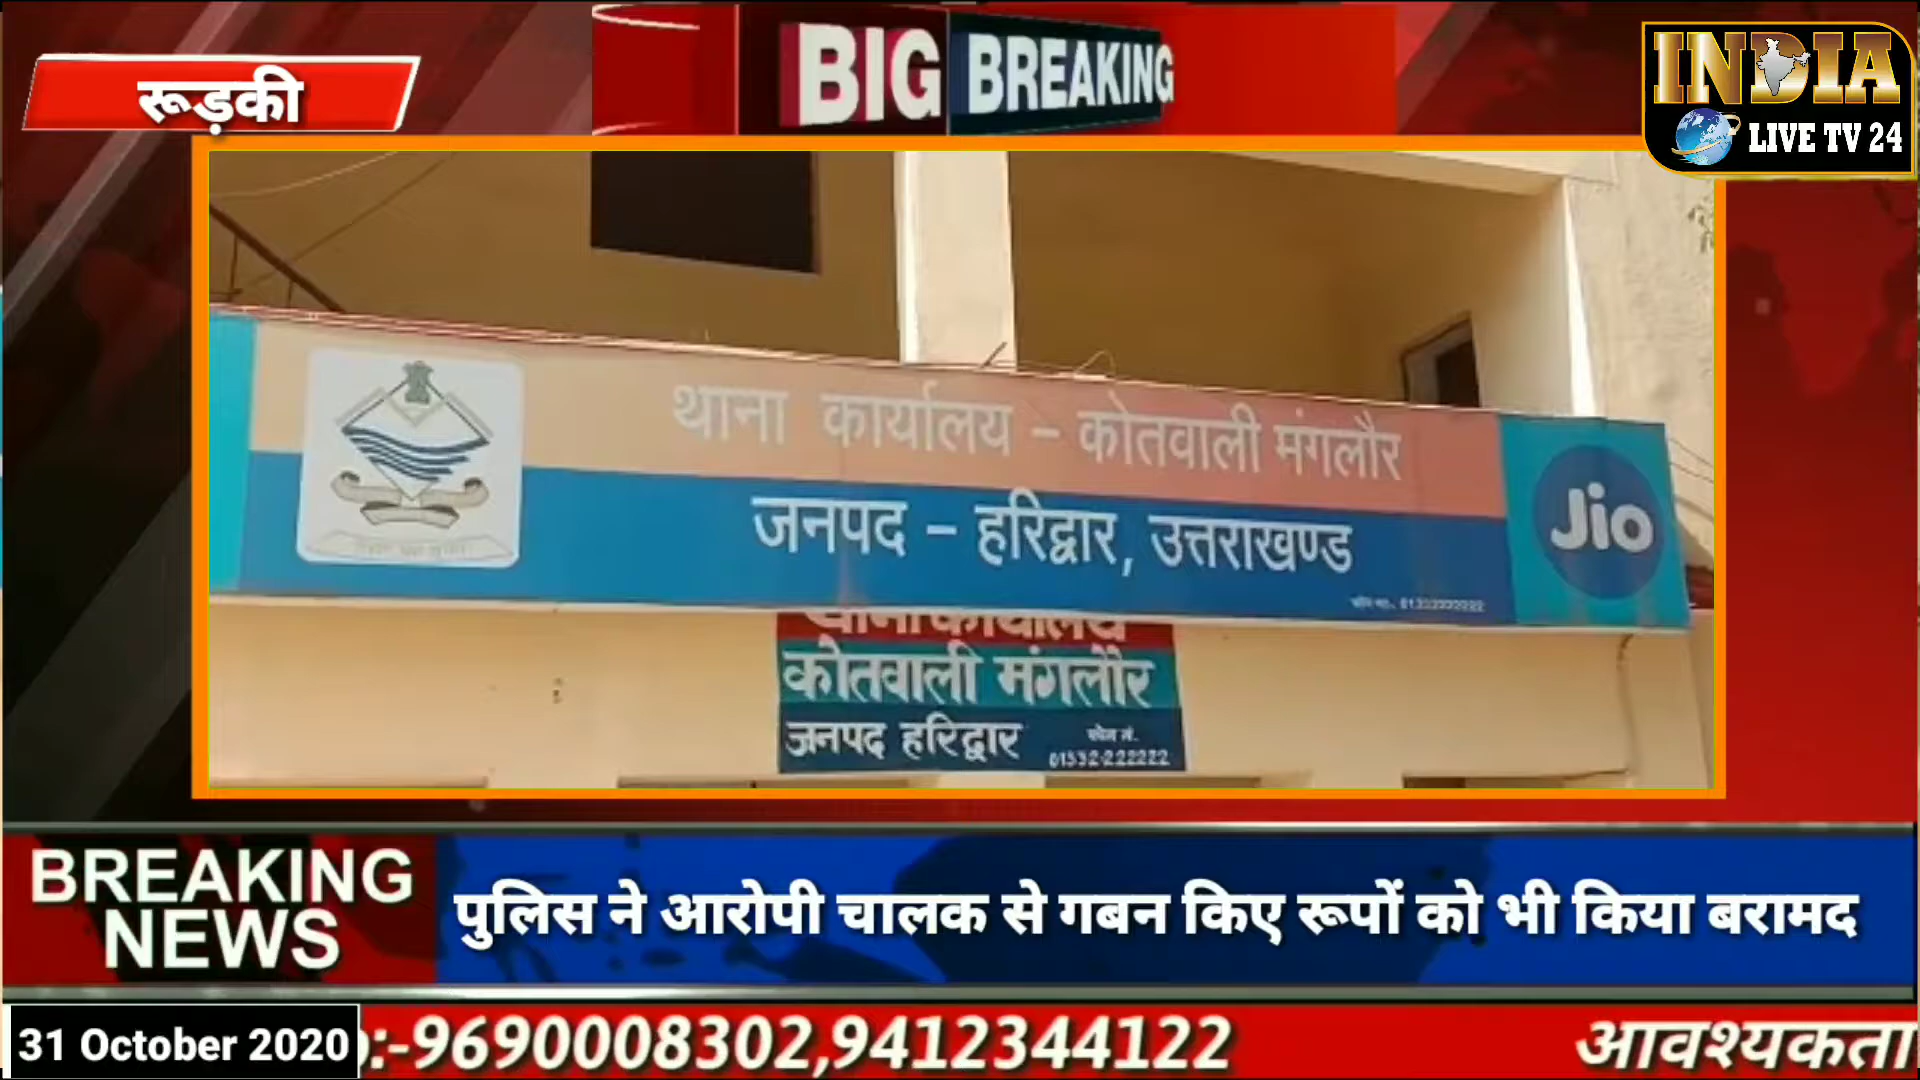 रूड़की
BIG BREAKING
INDIA
LIVE TV 24
थाना कार्यालय - कोतवाली मंगलौर
जनपद - हरिद्वार, उत्तराखण्ड
Jio
थाना कार्यालय
कोतवाली मंगलौर
जनपद हरिद्वार
फोन नं.
01332-222222
BREAKING
NEWS
पुलिस ने आरोपी चालक से गबन किए रूपों को भी किया बरामद
31 October 2020
:-9690008302,9412344122
आवश्यकता